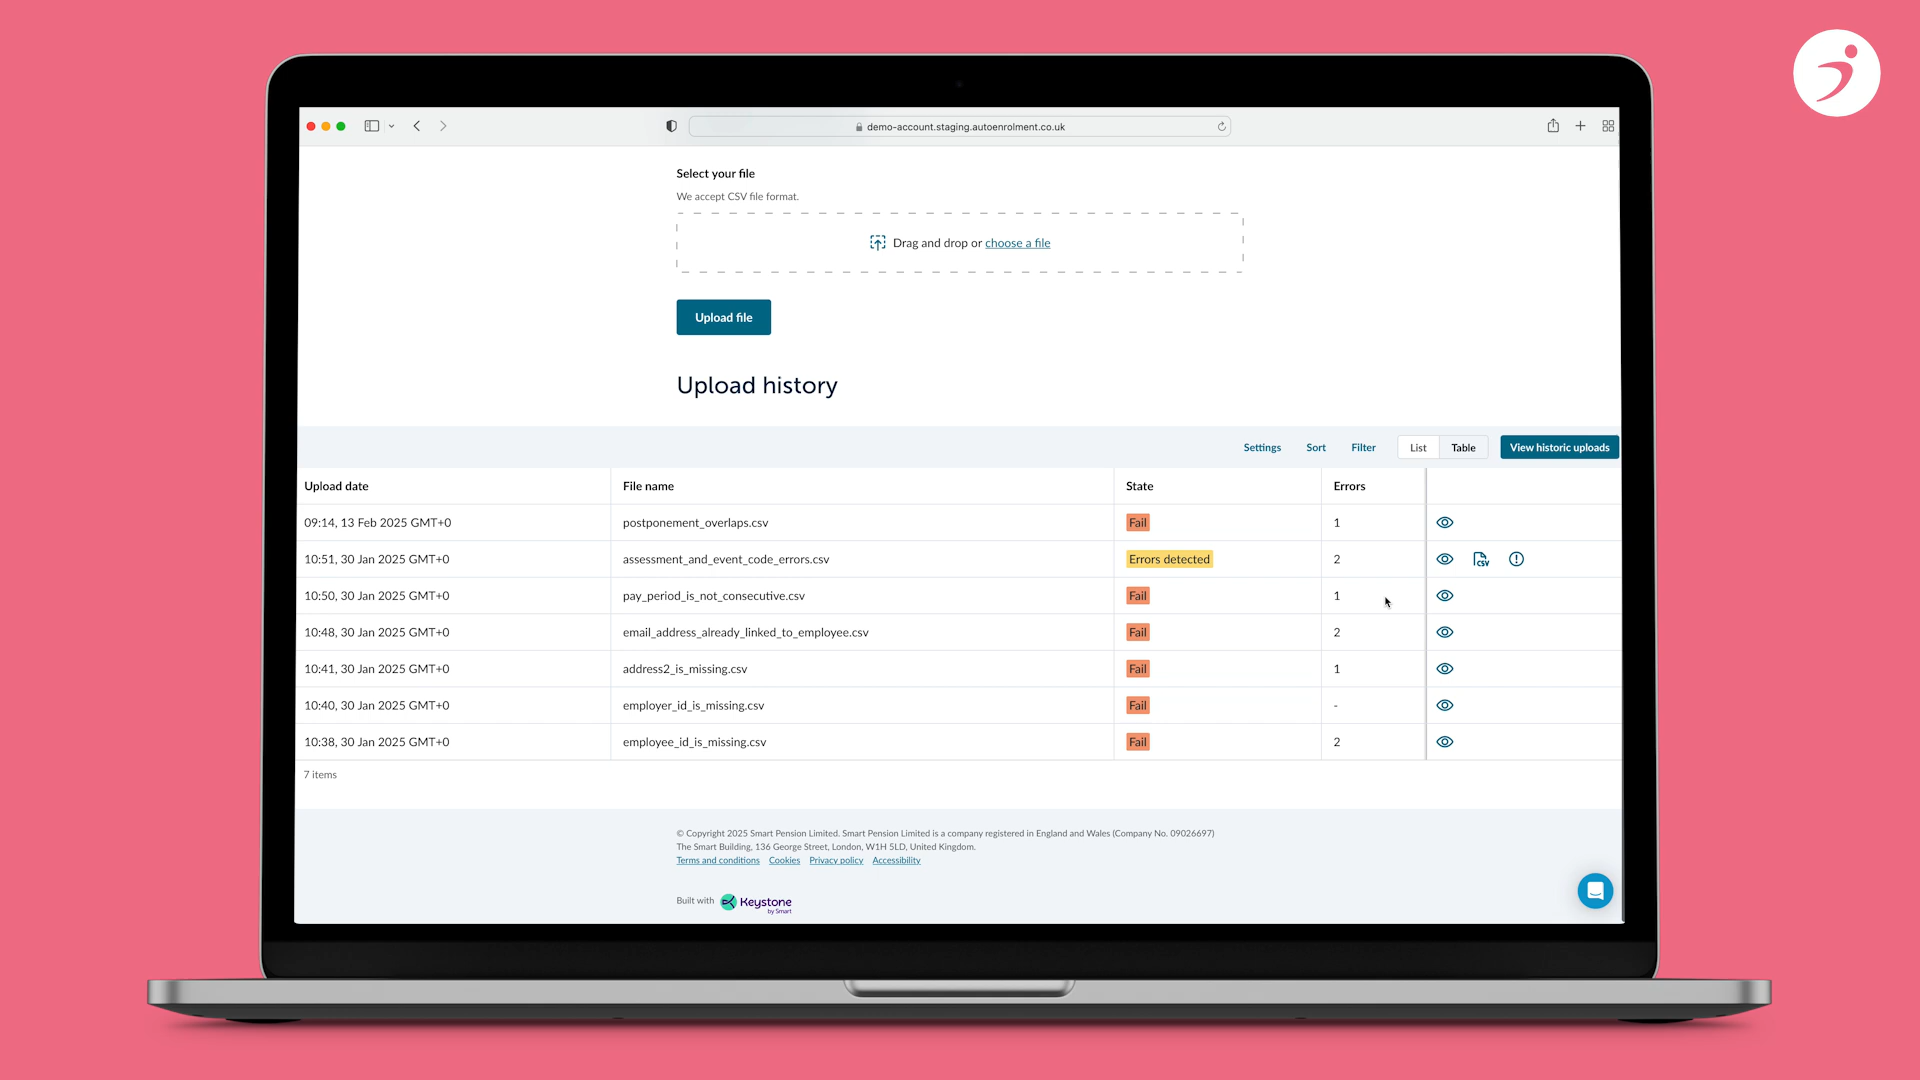 demo-account.staging.autoenrolment.co.uk
Select your file
We accept CSV file format.
Drag and drop or choose a file
Upload file
Upload history
Settings Sort Filter List Table View historic uploads
Upload date File name State Errors
09:14, 13 Feb 2025 GMT+0 postponement_overlaps.csv Fail 1
10:51, 30 Jan 2025 GMT+0 assessment_and_event_code_errors.csv Errors detected 2 CSV
10:50, 30 Jan 2025 GMT+0 pay_period_is_not_consecutive.csv Fail 1
10:48, 30 Jan 2025 GMT+0 email_address_already_linked_to_employee.csv Fail 2
10:41, 30 Jan 2025 GMT+0 address2_is_missing.csv Fail 1
10:40, 30 Jan 2025 GMT+0 employer_id_is_missing.csv Fail -
10:38, 30 Jan 2025 GMT+0 employee_id_is_missing.csv Fail 2
7 items
© Copyright 2025 Smart Pension Limited. Smart Pension Limited is a company registered in England and Wales (Company No. 09026697)
The Smart Building, 136 George Street, London, W1H 5LD, United Kingdom.
Terms and conditions Cookies Privacy policy Accessibility
Built with Keystone
by Smart